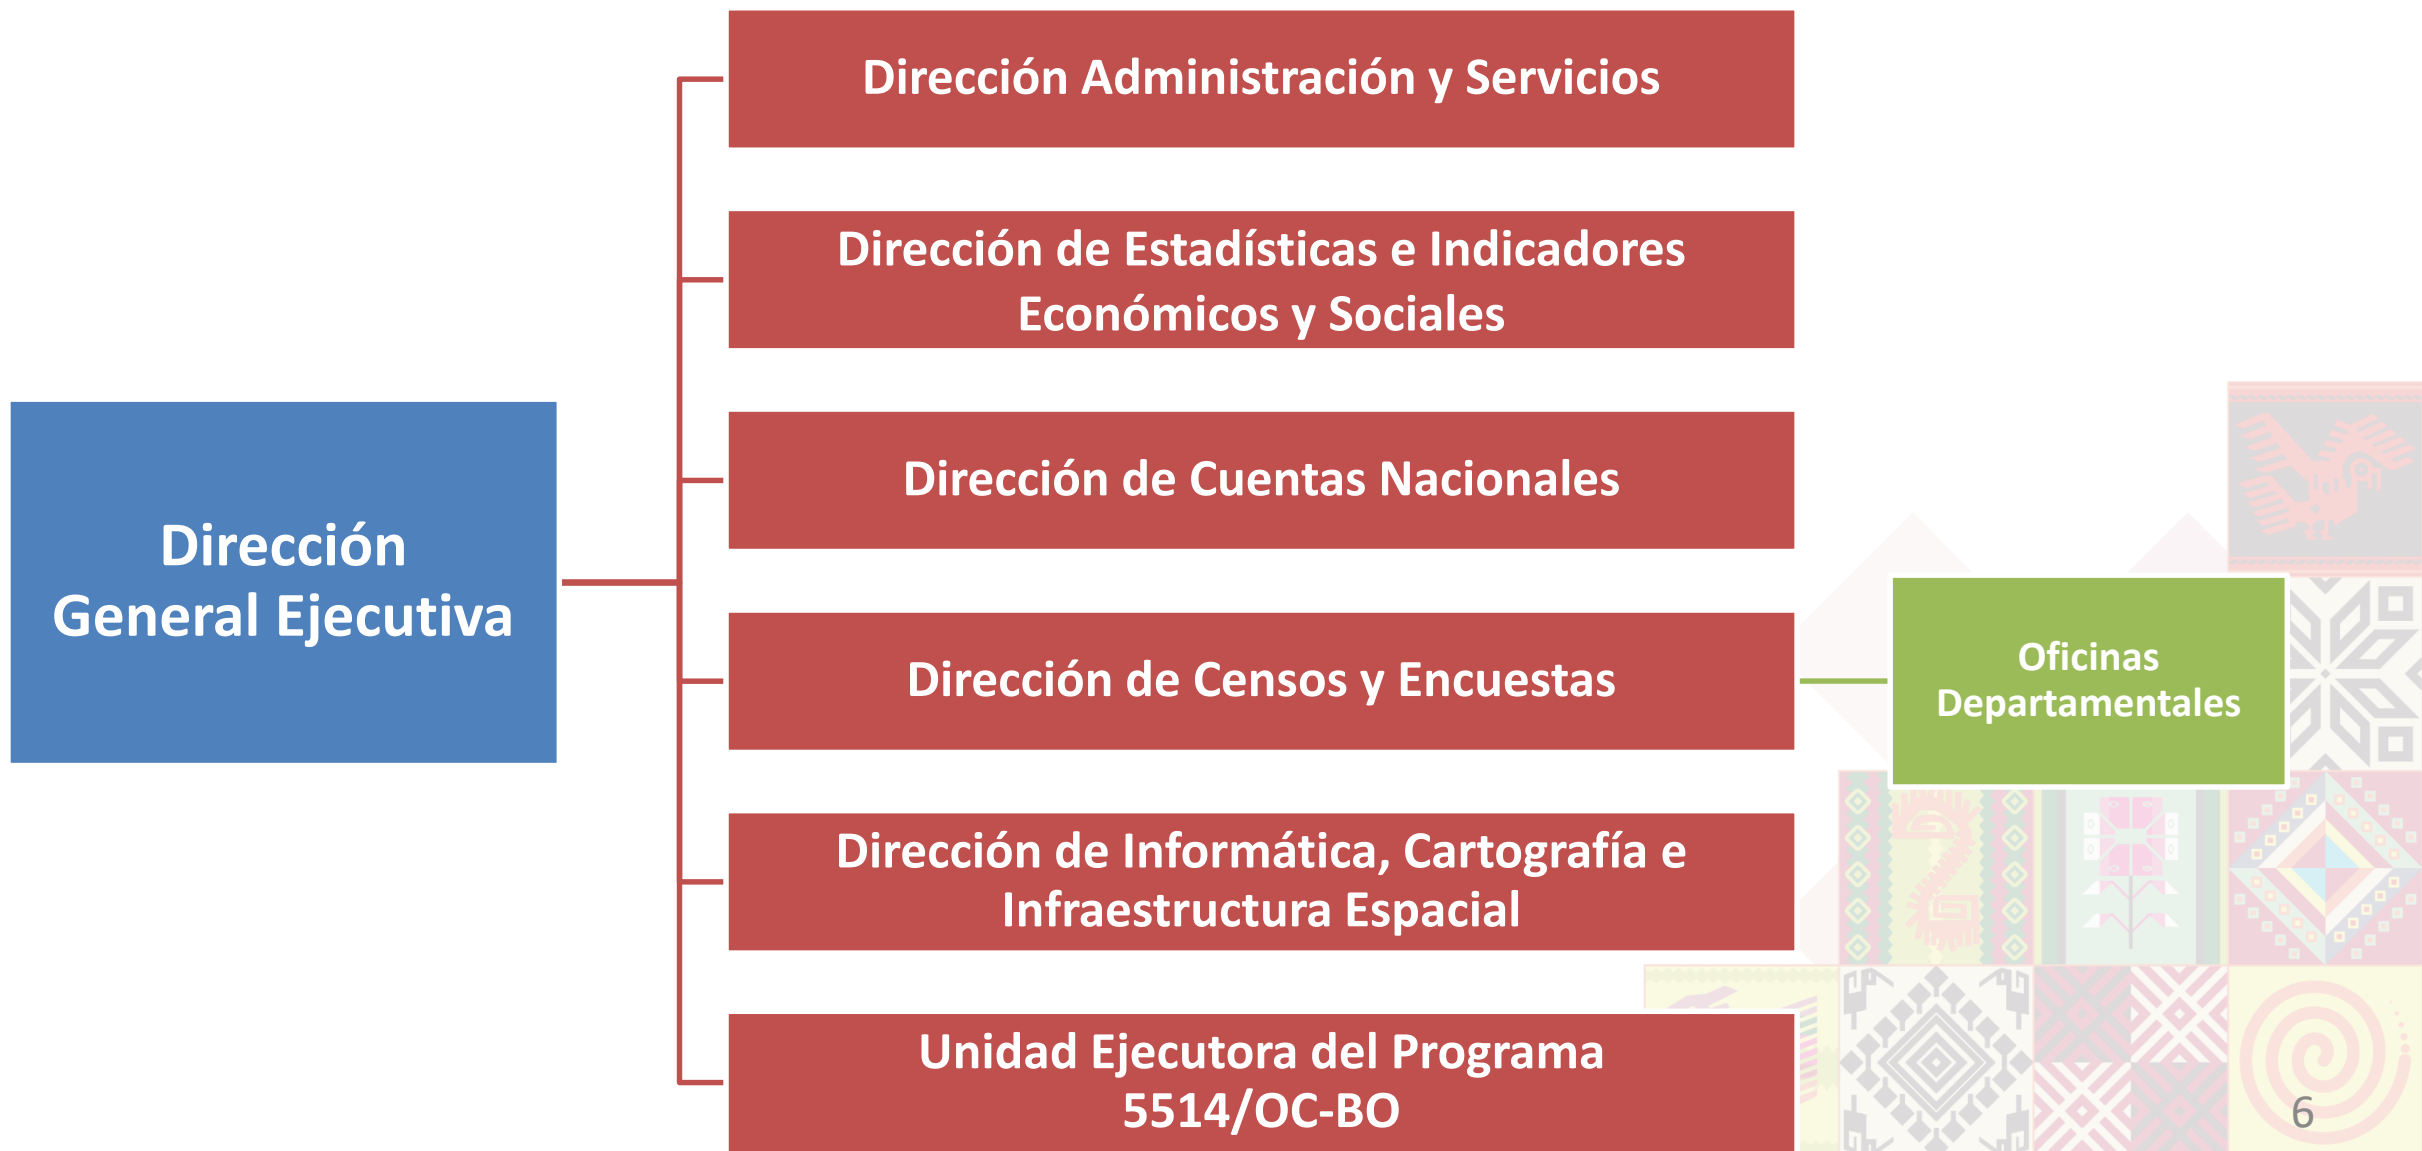 Dirección Administración y Servicios
Dirección de Estadísticas e Indicadores
Económicos y Sociales
Dirección de Cuentas Nacionales
Dirección
General Ejecutiva
Dirección de Censos y Encuestas
Oficinas
Departamentales
Dirección de Informática, Cartografía e
Infraestructura Espacial
Unidad Ejecutora del Programa
5514/OC-BO
6